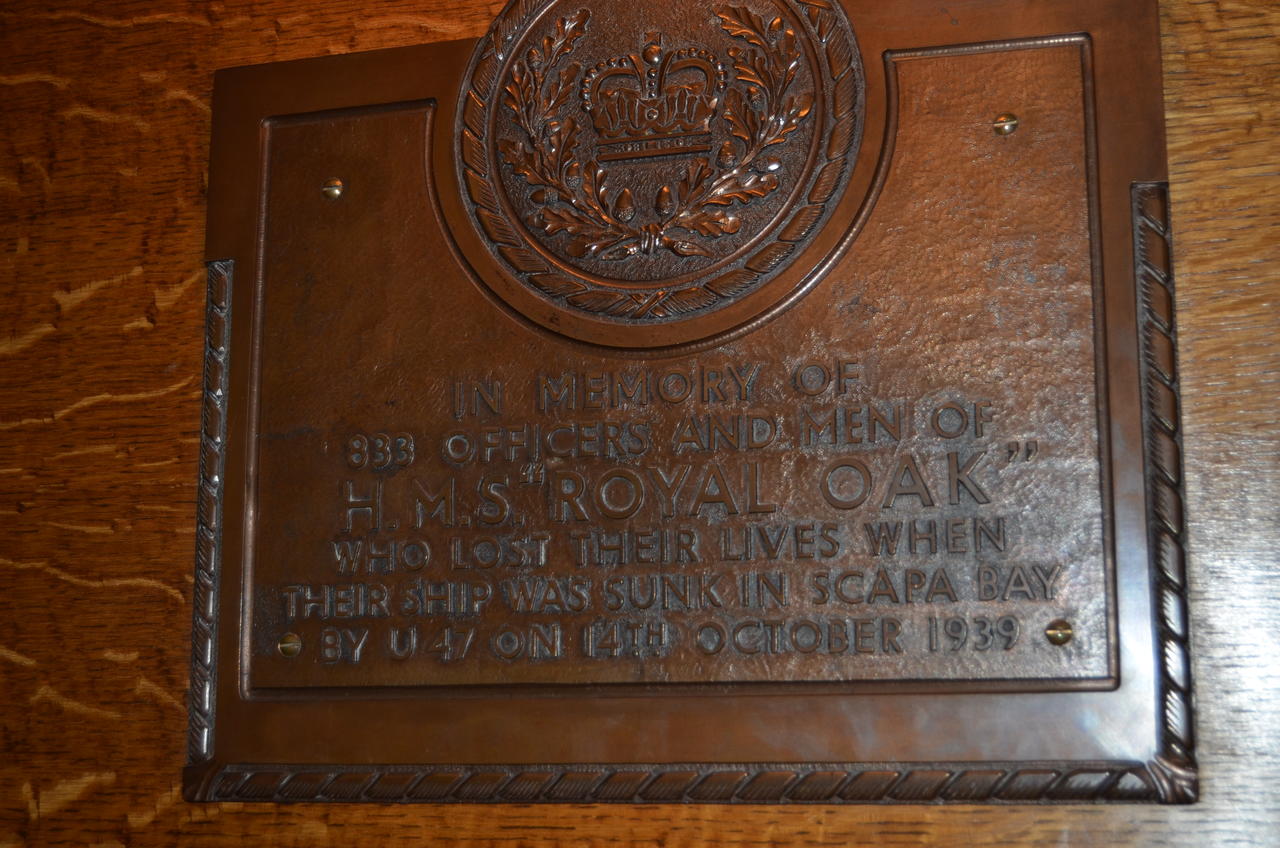 IN MEMORY OF
833 OFFICERS AND MEN OF
H.M.S. "ROYAL OAK"
WHO LOST THEIR LIVES WHEN
THEIR SHIP WAS SUNK IN SCAPA BAY
BY U 47 ON 14TH OCTOBER 1939